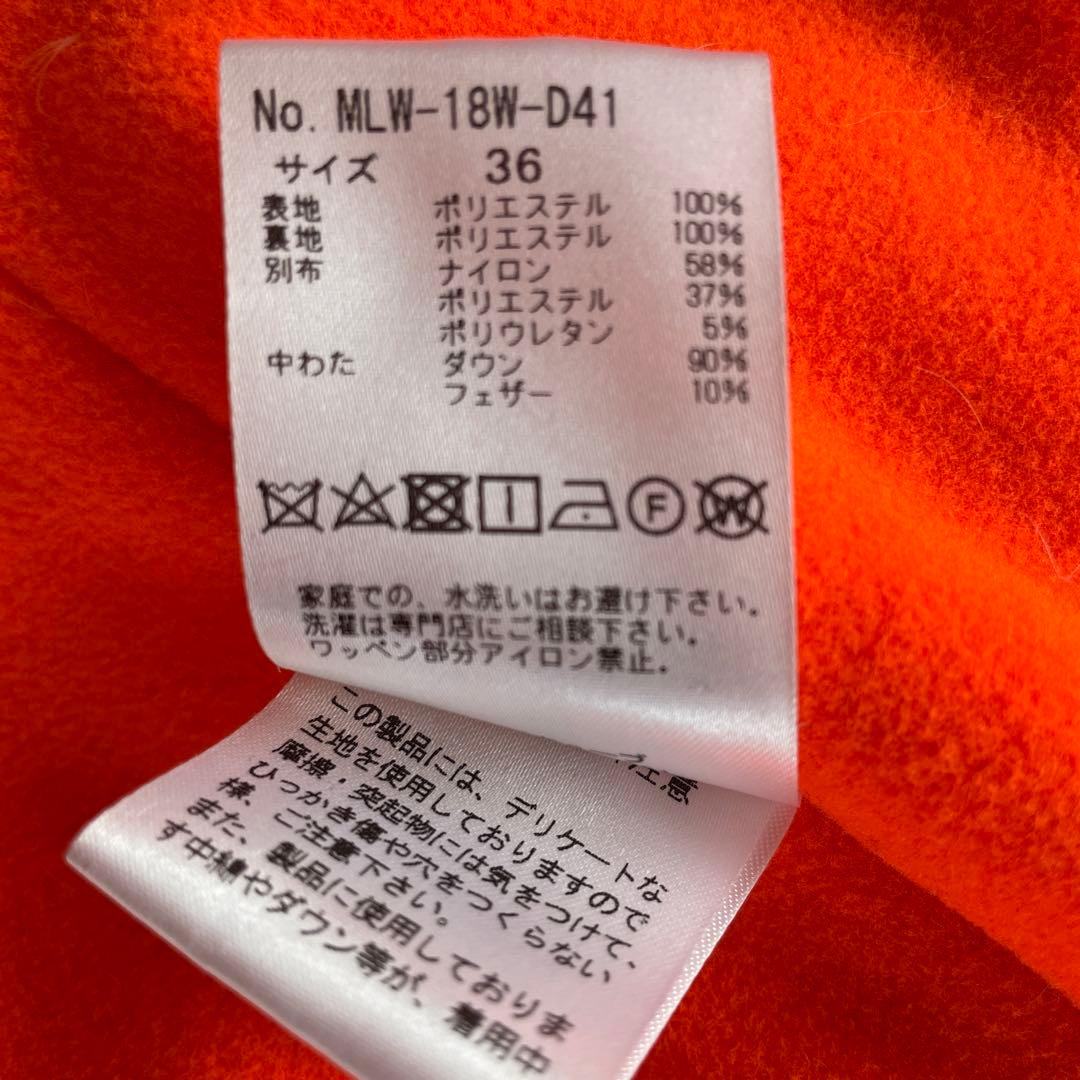 No. MLW-18W-D41
サイズ 36
表地 ポリエステル 100%
裏地 ポリエステル 100%
別布 ナイロン 58%
ポリエステル 37%
ポリウレタン 5%
中わた ダウン 90%
フェザー 10%
F W
家庭での、水洗いはお避け下さい。
洗濯は専門店にご相談下さい。
ワッペン部分アイロン禁止.
注意
この製品には、デリケートな
生地を使用しておりますので
摩擦・突起物には気をつけて、
ひっかき傷や穴をつくらない
様、ご注意下さい。
また、製品に使用しておりま
す中綿やダウン等が、着用中